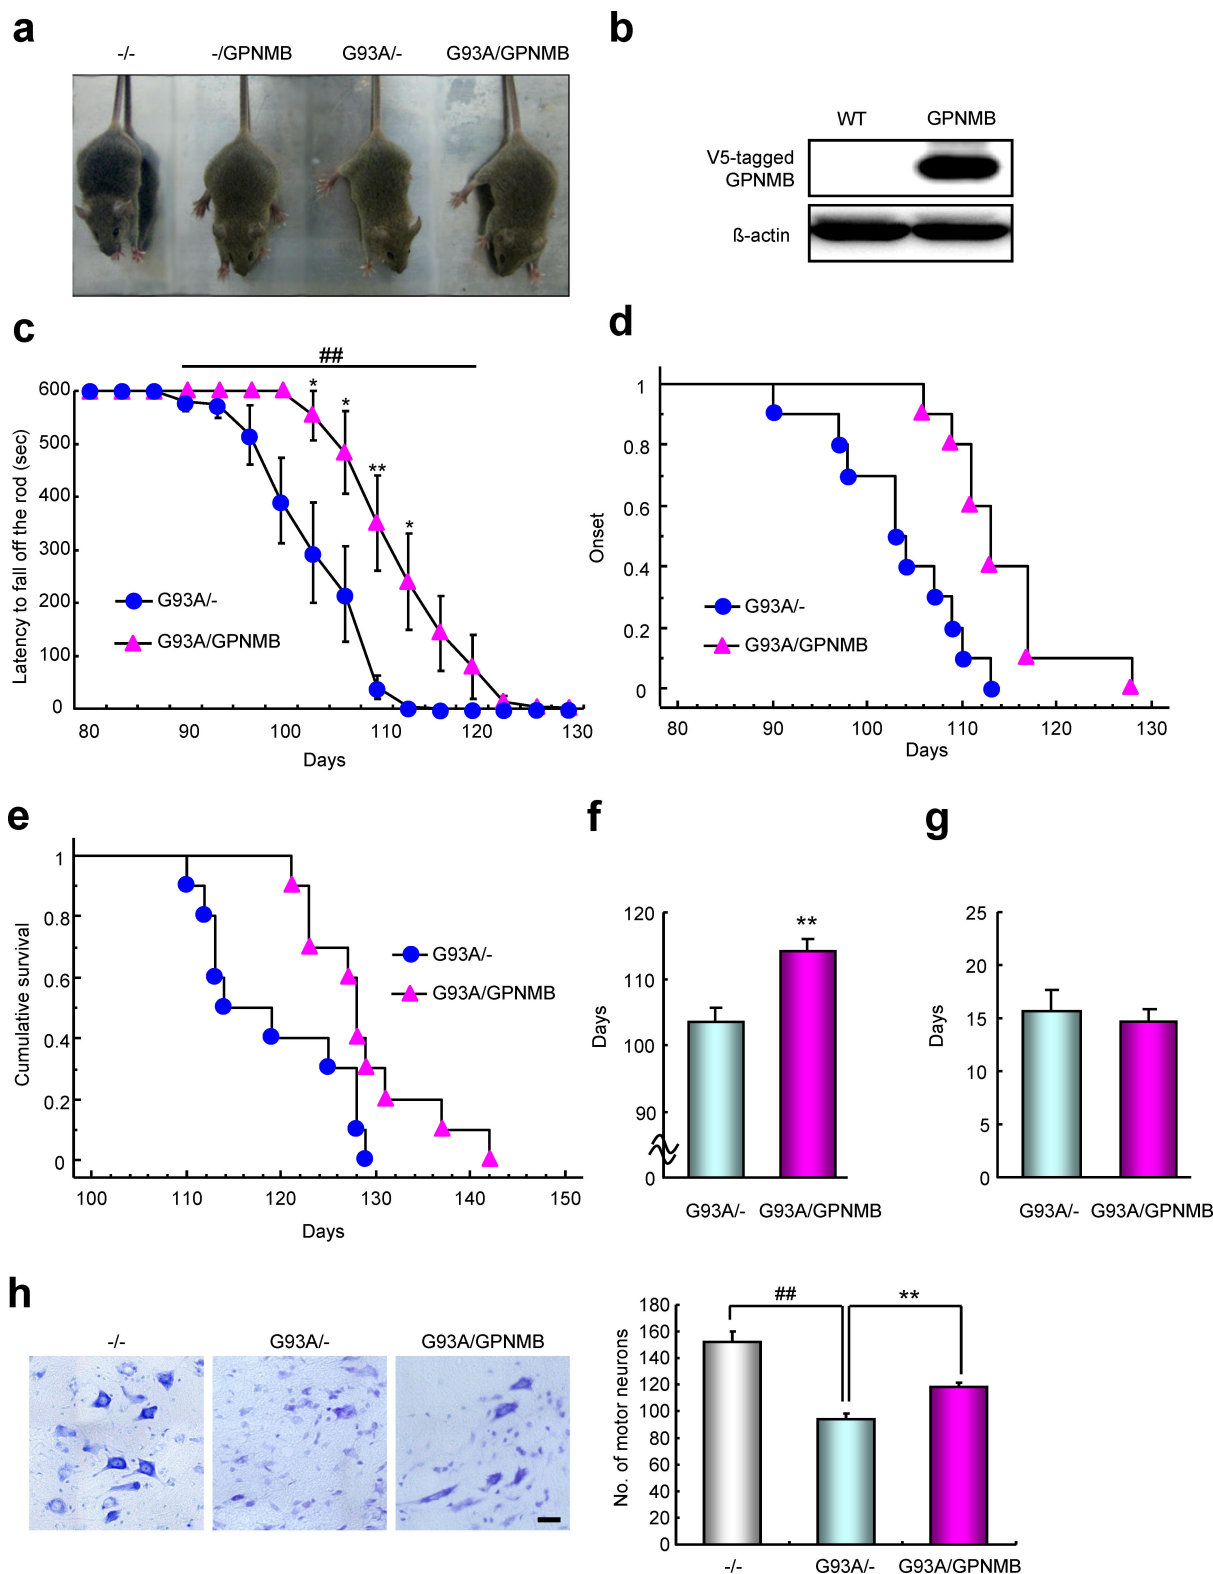 a
-/-
-/GPNMB
G93A/-
G93A/GPNMB
b
WT
GPNMB
V5-tagged
GPNMB
ß-actin
c
##
*
*
**
*
600
500
400
300
200
100
0
Latency to fall off the rod (sec)
G93A/-
G93A/GPNMB
80
90
100
110
120
130
Days
d
1
0.8
0.6
0.4
0.2
0
Onset
G93A/-
G93A/GPNMB
80
90
100
110
120
130
Days
e
1
0.8
0.6
0.4
0.2
0
Cumulative survival
G93A/-
G93A/GPNMB
100
110
120
130
140
150
Days
f
120
110
100
90
0
Days
**
G93A/-
G93A/GPNMB
g
25
20
15
10
5
0
Days
G93A/-
G93A/GPNMB
h
-/-
G93A/-
G93A/GPNMB
180
160
140
120
100
80
60
40
20
0
No. of motor neurons
##
**
-/-
G93A/-
G93A/GPNMB